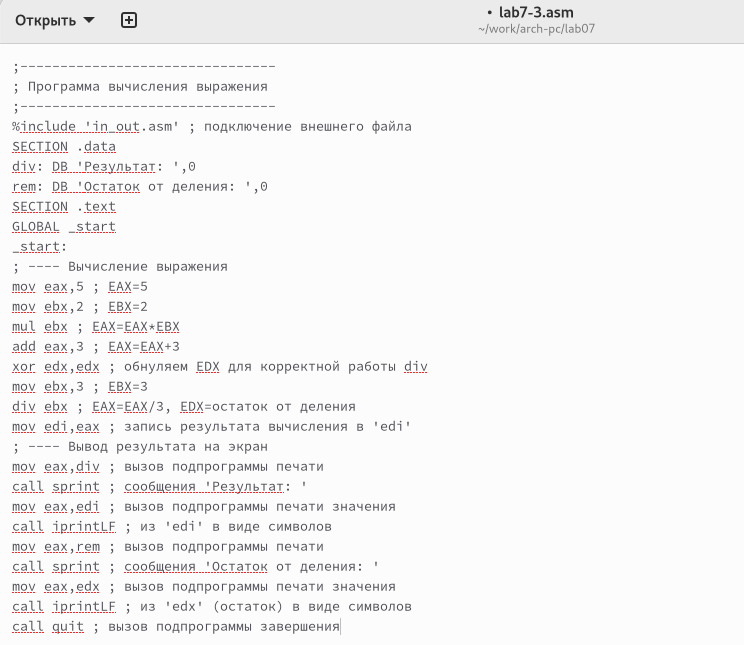 Открыть
• lab7-3.asm
~/work/arch-pc/lab07
;--------------------------------
; Программа вычисления выражения
;--------------------------------
%include 'in_out.asm' ; подключение внешнего файла
SECTION .data
div: DB 'Результат: ',0
rem: DB 'Остаток от деления: ',0
SECTION .text
GLOBAL _start
_start:
; ---- Вычисление выражения
mov eax,5 ; EAX=5
mov ebx,2 ; EBX=2
mul ebx ; EAX=EAX*EBX
add eax,3 ; EAX=EAX+3
xor edx,edx ; обнуляем EDX для корректной работы div
mov ebx,3 ; EBX=3
div ebx ; EAX=EAX/3, EDX=остаток от деления
mov edi,eax ; запись результата вычисления в 'edi'
; ---- Вывод результата на экран
mov eax,div ; вызов подпрограммы печати
call sprint ; сообщения 'Результат: '
mov eax,edi ; вызов подпрограммы печати значения
call iprintLF ; из 'edi' в виде символов
mov eax,rem ; вызов подпрограммы печати
call sprint ; сообщения 'Остаток от деления: '
mov eax,edx ; вызов подпрограммы печати значения
call iprintLF ; из 'edx' (остаток) в виде символов
call quit ; вызов подпрограммы завершения